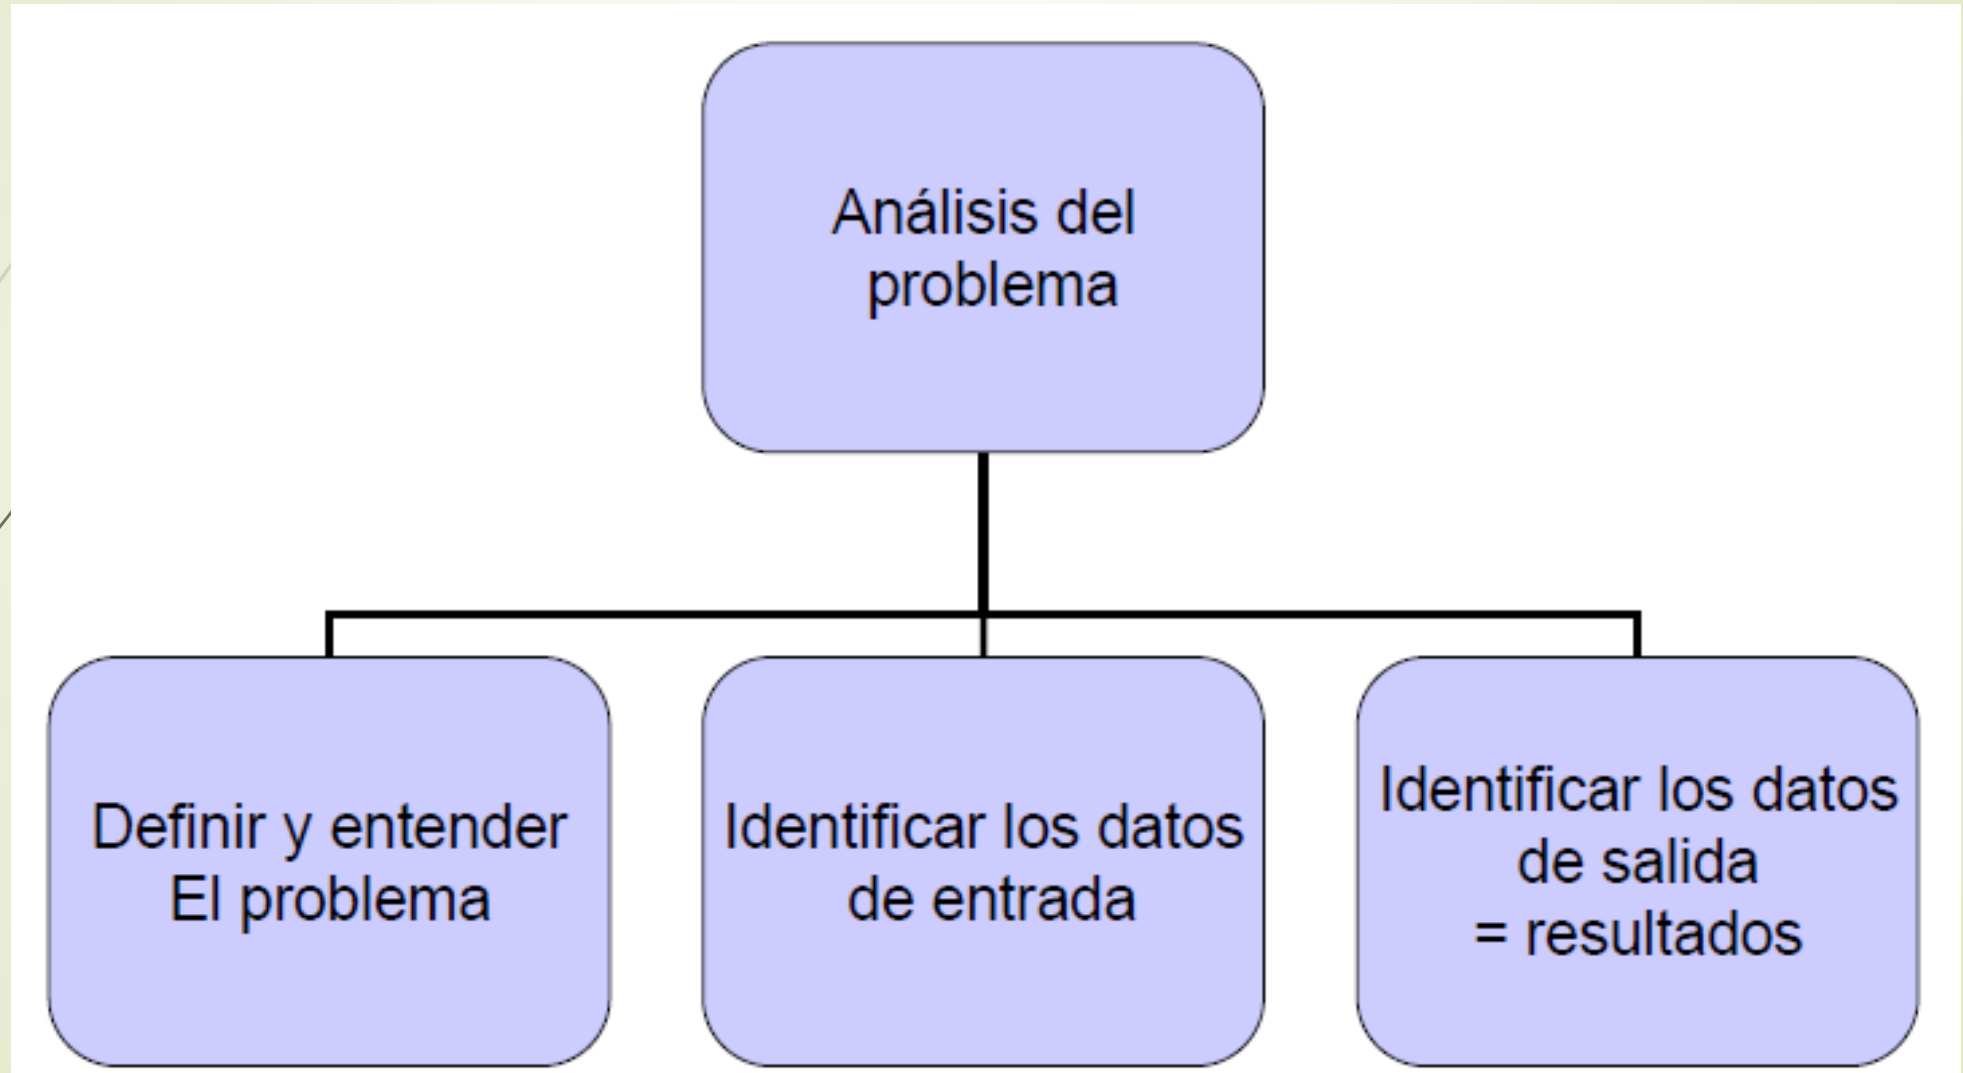 Análisis del
problema
Definir y entender
El problema
Identificar los datos
de entrada
Identificar los datos
de salida
= resultados